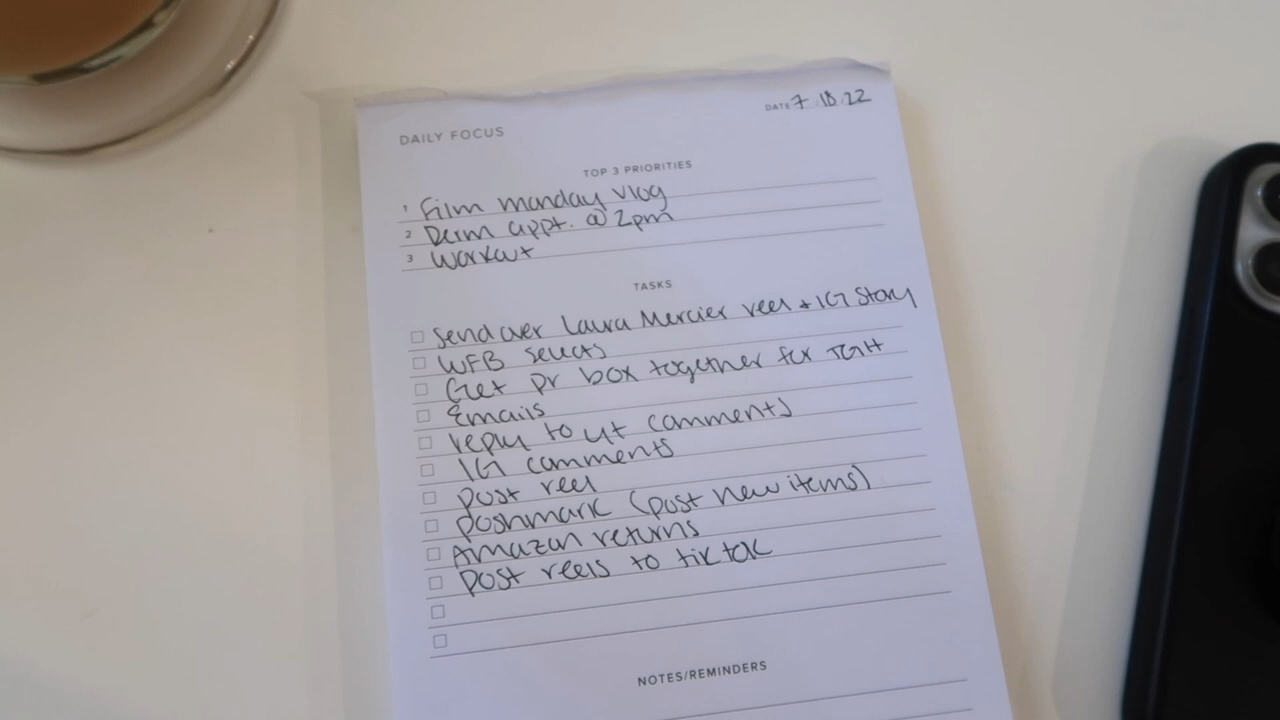 DAILY FOCUS
DATE 7.18.22
TOP 3 PRIORITIES
1 Film monday vlog
2 Derm appt. @ 2pm
3 Workout
TASKS
Send over Laura Mercier reel + IG Story
WFB selects
Get pr box together for TGH
Emails
reply to yt comments
IG comments
post reel
poshmark (post new items)
Amazon returns
post reels to tik tok
NOTES/REMINDERS